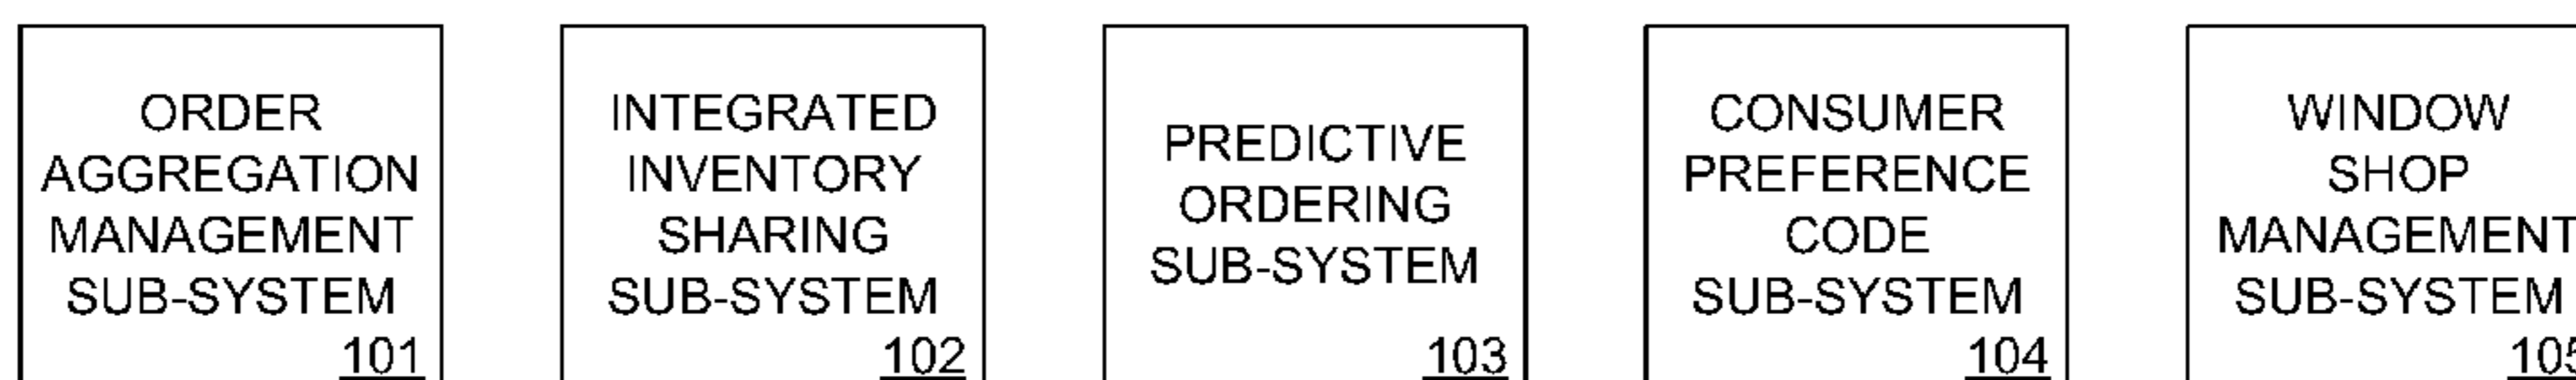 ORDER
AGGREGATION
MANAGEMENT
SUB-SYSTEM
101
INTEGRATED
INVENTORY
SHARING
SUB-SYSTEM
102
PREDICTIVE
ORDERING
SUB-SYSTEM
103
CONSUMER
PREFERENCE
CODE
SUB-SYSTEM
104
WINDOW
SHOP
MANAGEMENT
SUB-SYSTEM
105